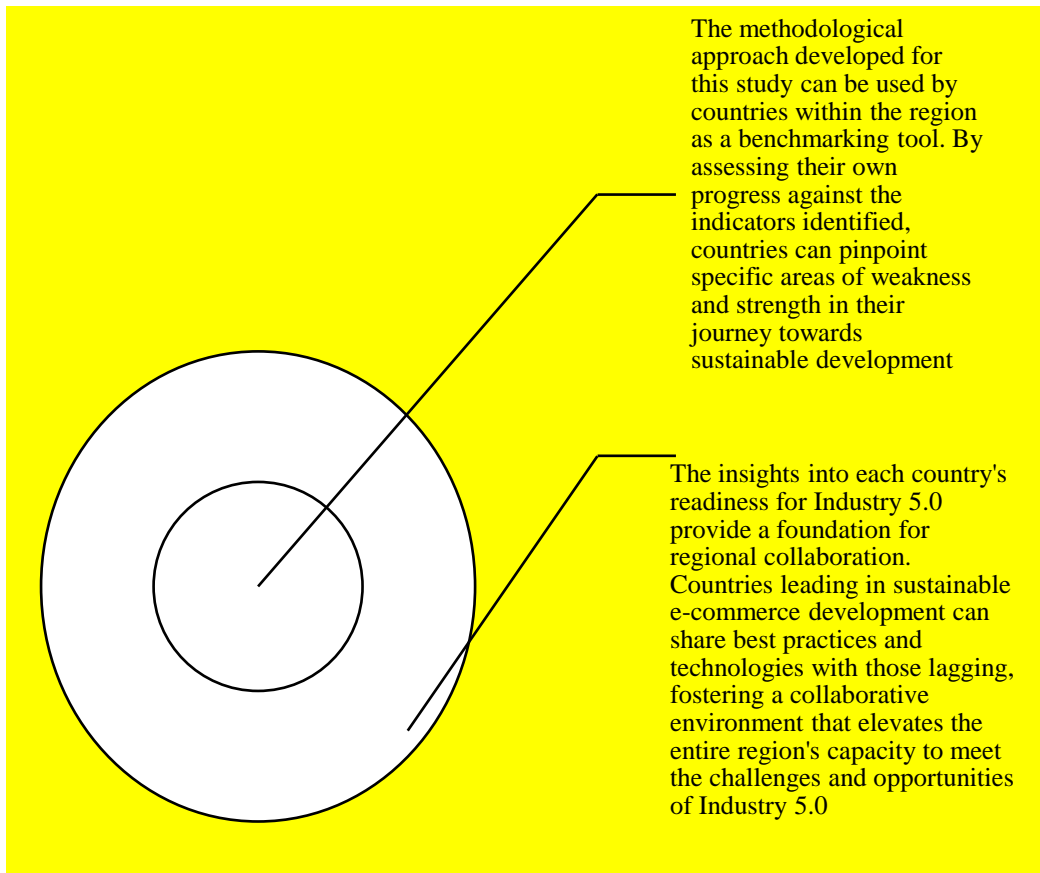 The methodological
approach developed for
this study can be used by
countries within the region
as a benchmarking tool. By
assessing their own
progress against the
indicators identified,
countries can pinpoint
specific areas of weakness
and strength in their
journey towards
sustainable development
The insights into each country's
readiness for Industry 5.0
provide a foundation for
regional collaboration.
Countries leading in sustainable
e-commerce development can
share best practices and
technologies with those lagging,
fostering a collaborative
environment that elevates the
entire region's capacity to meet
the challenges and opportunities
of Industry 5.0